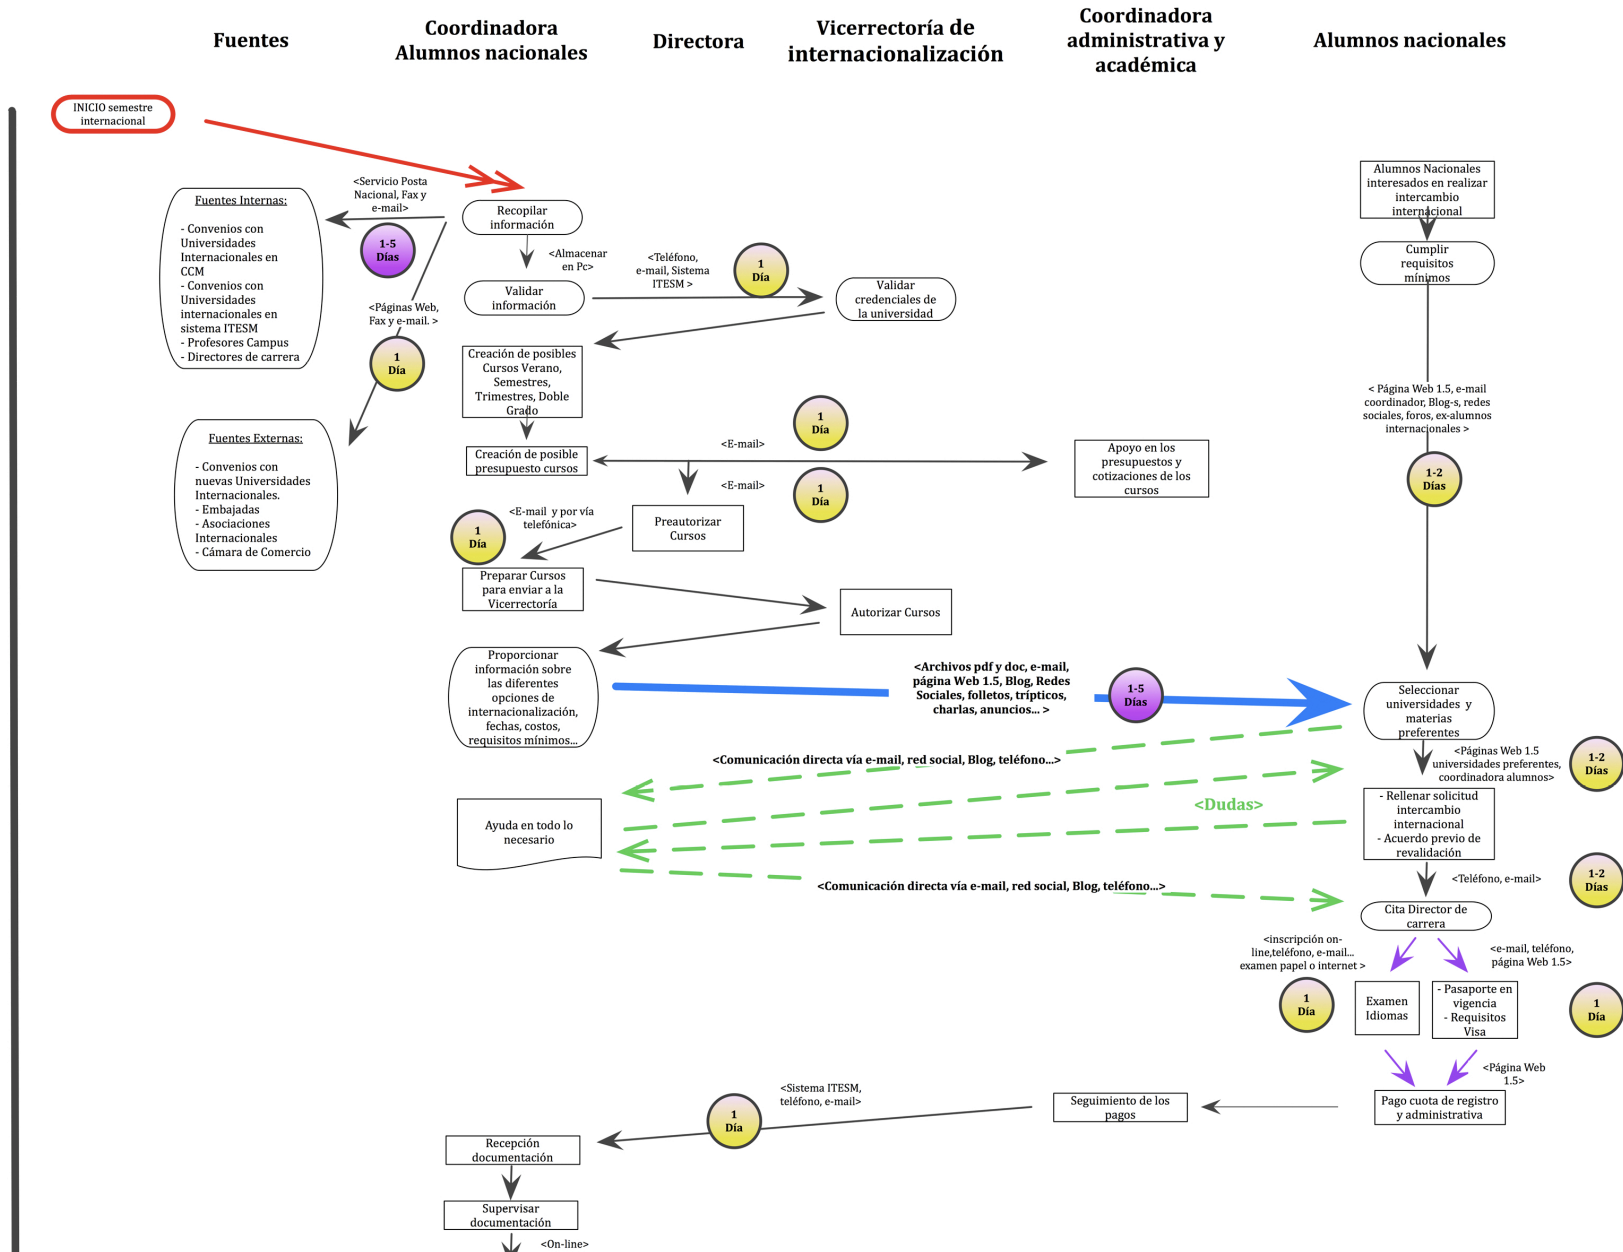 Fuentes
Coordinadora
Alumnos nacionales
Directora
Vicerrectoría de
internacionalización
Coordinadora
administrativa y
académica
Alumnos nacionales
INICIO semestre
internacional
Fuentes Internas:
- Convenios con
Universidades
Internacionales en
CCM
- Convenios con
Universidades
internacionales en
sistema ITESM
- Profesores Campus
- Directores de carrera
<Servicio Posta
Nacional, Fax y
e-mail>
1-5
Días
Recopilar
información
<Almacenar
en Pc>
Validar
información
<Teléfono,
e-mail, Sistema
ITESM >
1
Día
Validar
credenciales de
la universidad
Alumnos Nacionales
interesados en realizar
intercambio
internacional
Cumplir
requisitos
mínimos
<Páginas Web,
Fax y e-mail. >
1
Día
Creación de posibles
Cursos Verano,
Semestres,
Trimestres, Doble
Grado
< Página Web 1.5, e-mail
coordinador, Blog-s, redes
sociales, foros, ex-alumnos
internacionales >
1-2
Días
Fuentes Externas:
- Convenios con
nuevas Universidades
Internacionales.
- Embajadas
- Asociaciones
Internacionales
- Cámara de Comercio
Creación de posible
presupuesto cursos
<E-mail>
1
Día
<E-mail>
1
Día
Apoyo en los
presupuestos y
cotizaciones de los
cursos
1
Día
<E-mail  y por vía
telefónica>
Preautorizar
Cursos
Preparar Cursos
para enviar a la
Vicerrectoría
Autorizar Cursos
Proporcionar
información sobre
las diferentes
opciones de
internacionalización,
fechas, costos,
requisitos mínimos...
<Archivos pdf y doc, e-mail,
página Web 1.5, Blog, Redes
Sociales, folletos, trípticos,
charlas, anuncios... >
1-5
Días
Seleccionar
universidades  y
materias
preferentes
<Comunicación directa vía e-mail, red social, Blog, teléfono...>
<Páginas Web 1.5
universidades preferentes,
coordinadora alumnos>
1-2
Días
Ayuda en todo lo
necesario
<Dudas>
- Rellenar solicitud
intercambio
internacional
- Acuerdo previo de
revalidación
<Comunicación directa vía e-mail, red social, Blog, teléfono...>
<Teléfono, e-mail>
1-2
Días
Cita Director de
carrera
<inscripción on-
line,teléfono, e-mail...
examen papel o internet >
<e-mail, teléfono,
página Web 1.5>
1
Día
Examen
Idiomas
- Pasaporte en
vigencia
- Requisitos
Visa
1
Día
<Página Web
1.5>
Pago cuota de registro
y administrativa
Seguimiento de los
pagos
<Sistema ITESM,
teléfono, e-mail>
1
Día
Recepción
documentación
Supervisar
documentación
<On-line>